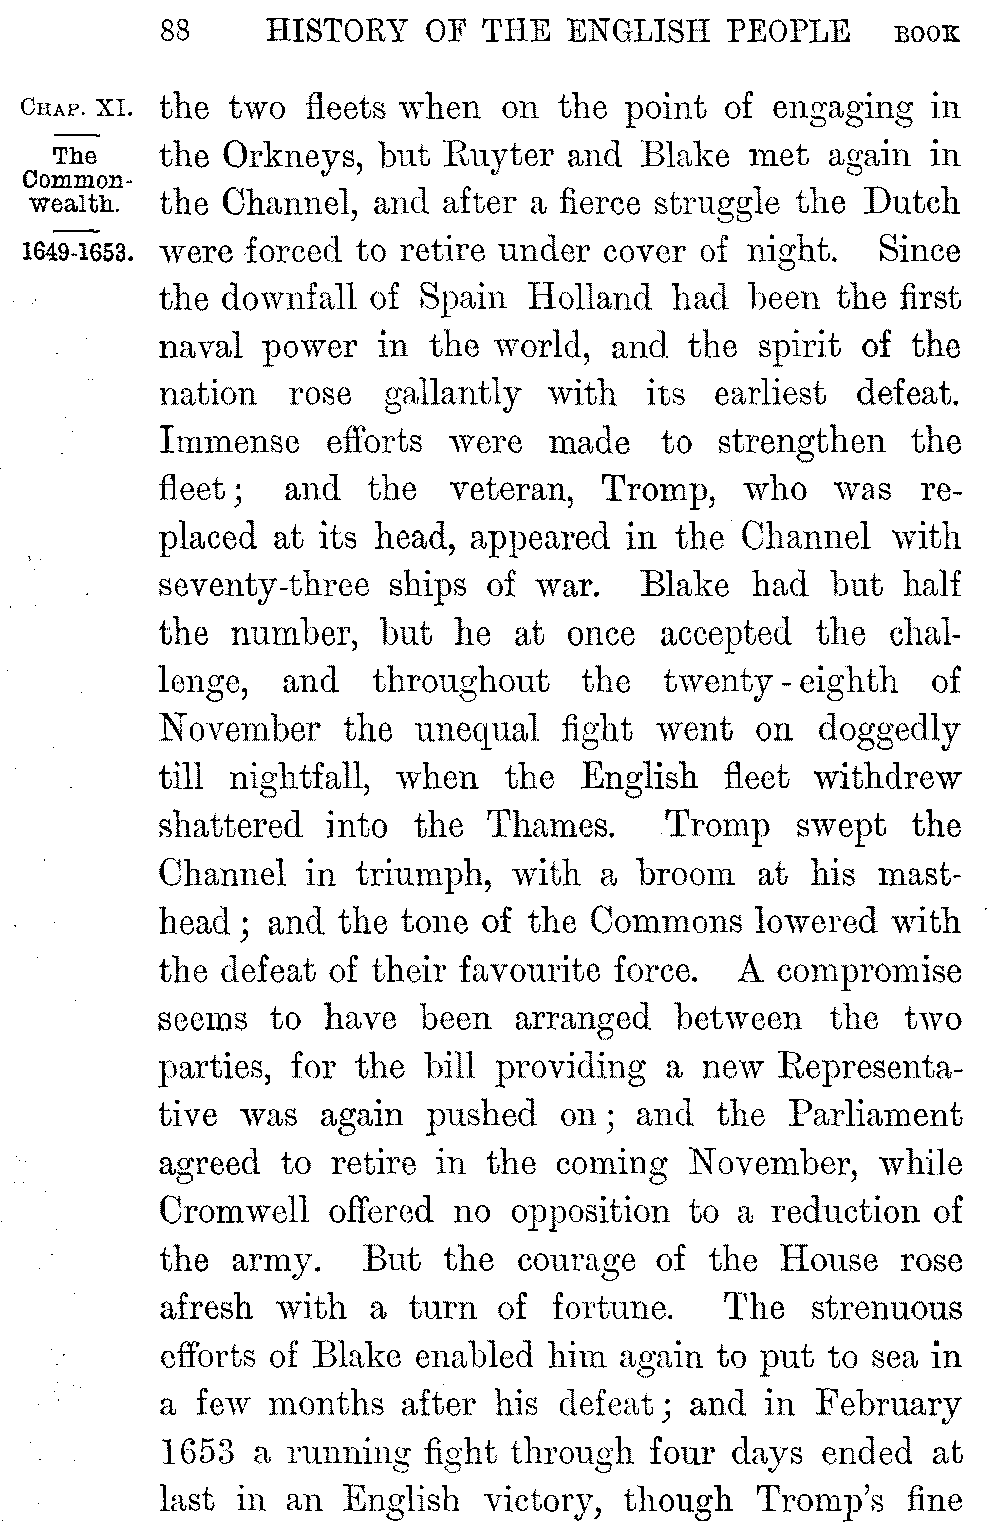 88 HISTORY OF THE ENGLISH PEOPLE BOOK
CHAP. XI.
The
Common-
wealth.
1649-1653.
the two fleets when on the point of engaging in
the Orkneys, but Ruyter and Blake met again in
the Channel, and after a fierce struggle the Dutch
were forced to retire under cover of night. Since
the downfall of Spain Holland had been the first
naval power in the world, and the spirit of the
nation rose gallantly with its earliest defeat.
Immense efforts were made to strengthen the
fleet; and the veteran, Tromp, who was re-
placed at its head, appeared in the Channel with
seventy-three ships of war. Blake had but half
the number, but he at once accepted the chal-
lenge, and throughout the twenty-eighth of
November the unequal fight went on doggedly
till nightfall, when the English fleet withdrew
shattered into the Thames. Tromp swept the
Channel in triumph, with a broom at his mast-
head; and the tone of the Commons lowered with
the defeat of their favourite force. A compromise
seems to have been arranged between the two
parties, for the bill providing a new Representa-
tive was again pushed on; and the Parliament
agreed to retire in the coming November, while
Cromwell offered no opposition to a reduction of
the army. But the courage of the House rose
afresh with a turn of fortune. The strenuous
efforts of Blake enabled him again to put to sea in
a few months after his defeat; and in February
1653 a running fight through four days ended at
last in an English victory, though Tromp's fine